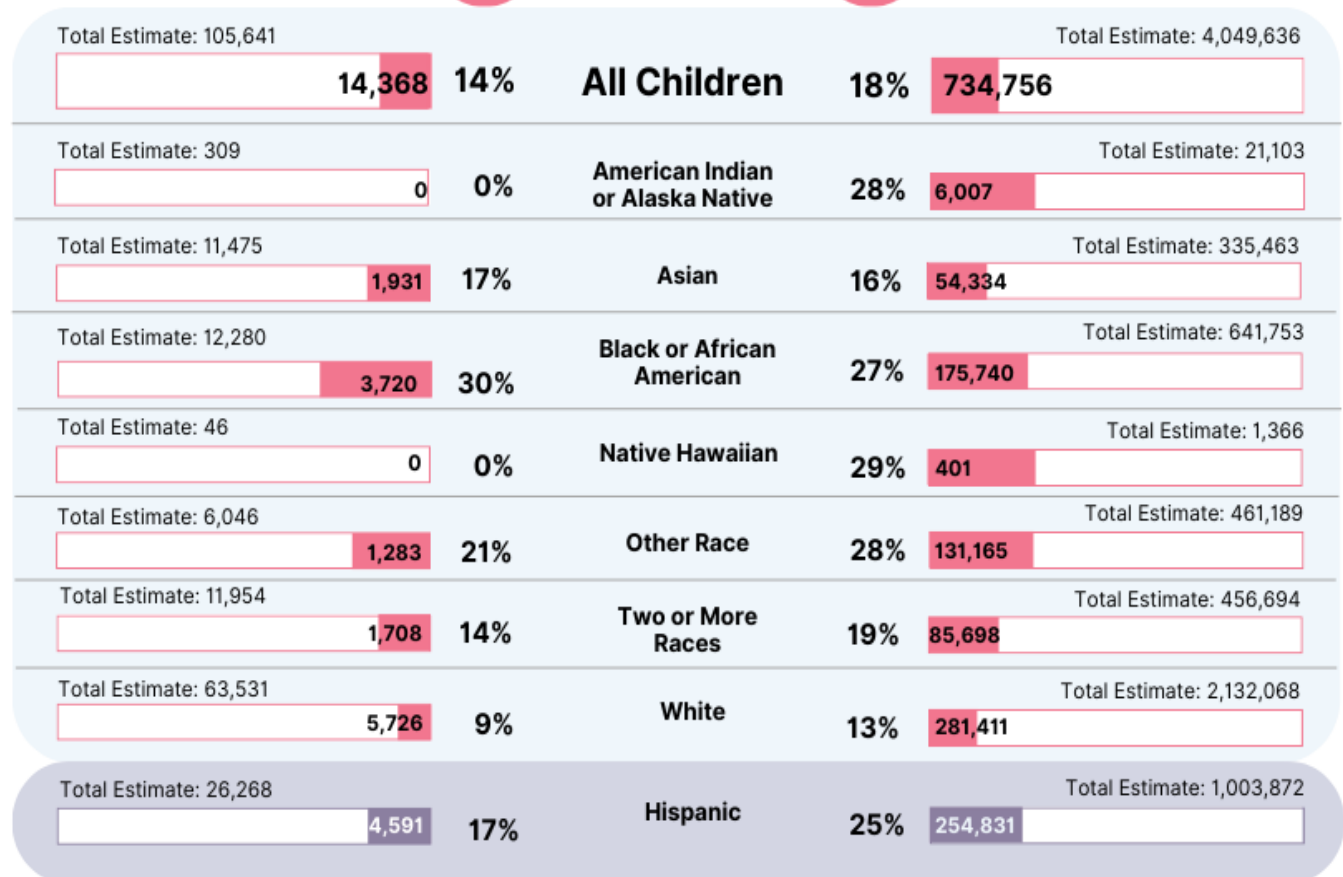 Total Estimate: 105,641 Total Estimate: 4,049,636
14,368 14% All Children 18% 734,756
Total Estimate: 309 Total Estimate: 21,103
0 0% American Indian
or Alaska Native 28% 6,007
Total Estimate: 11,475 Total Estimate: 335,463
1,931 17% Asian 16% 54,334
Total Estimate: 12,280 Total Estimate: 641,753
3,720 30% Black or African
American 27% 175,740
Total Estimate: 46 Total Estimate: 1,366
0 0% Native Hawaiian 29% 401
Total Estimate: 6,046 Total Estimate: 461,189
1,283 21% Other Race 28% 131,165
Total Estimate: 11,954 Total Estimate: 456,694
1,708 14% Two or More
Races 19% 85,698
Total Estimate: 63,531 Total Estimate: 2,132,068
5,726 9% White 13% 281,411
Total Estimate: 26,268 Total Estimate: 1,003,872
4,591 17% Hispanic 25% 254,831